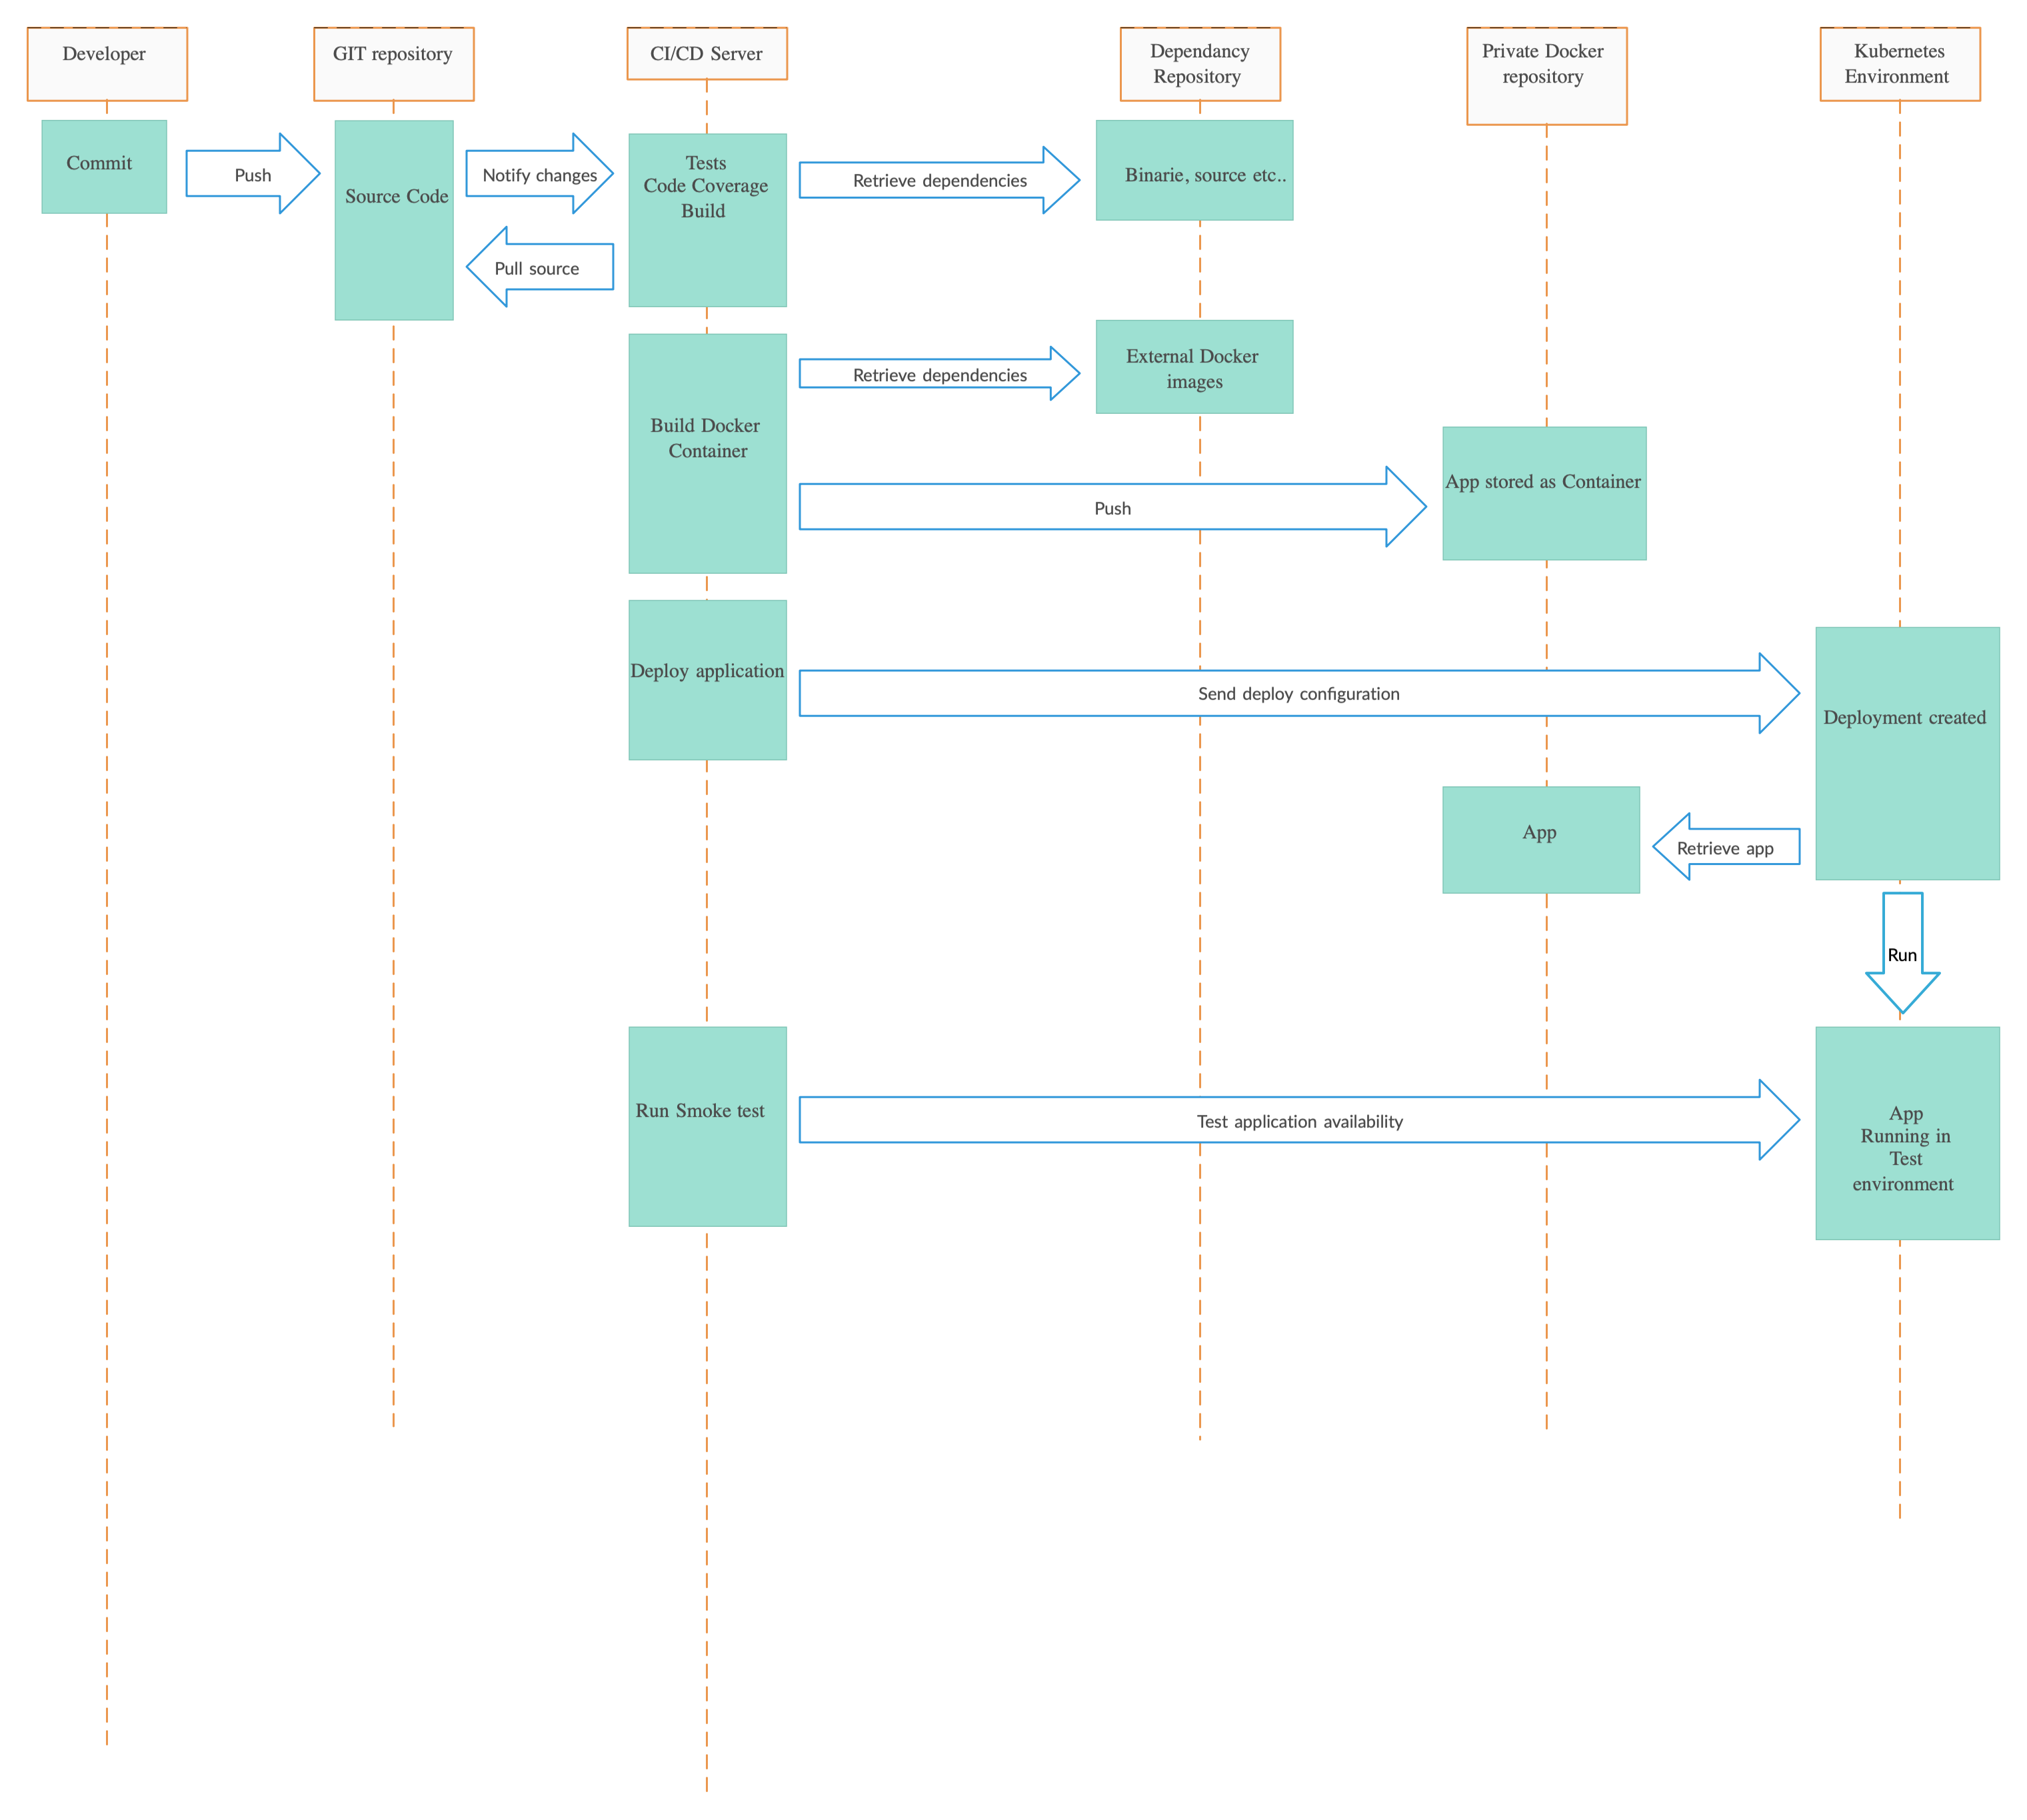 Developer
GIT repository
CI/CD Server
Dependancy
Repository
Private Docker
repository
Kubernetes
Environment
Commit
Push
Source Code
Notify changes
Pull source
Tests
Code Coverage
Build
Retrieve dependencies
Binarie, source etc..
Build Docker
Container
Retrieve dependencies
External Docker
images
Push
App stored as Container
Deploy application
Send deploy configuration
Deployment created
App
Retrieve app
Run
Run Smoke test
Test application availability
App
Running in
Test
environment